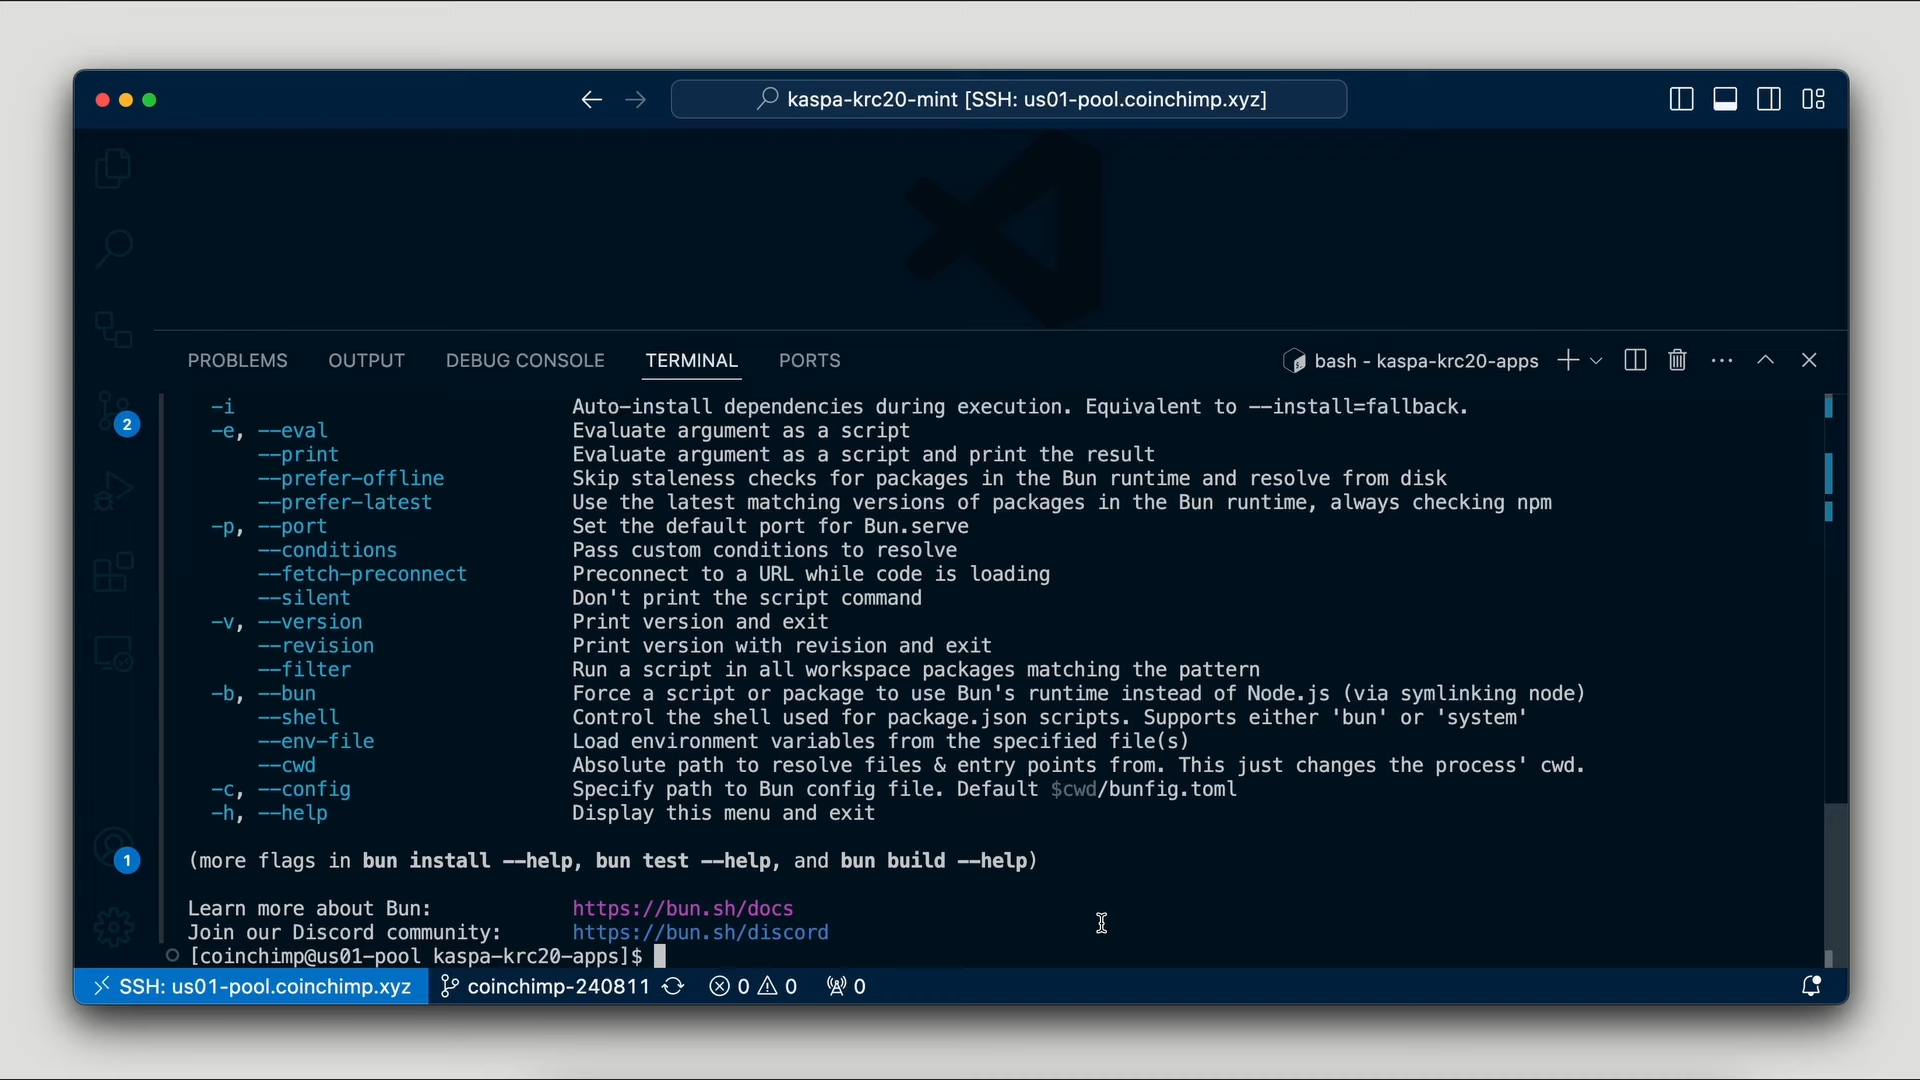 kaspa-krc20-mint [SSH: us01-pool.coinchimp.xyz]
PROBLEMS OUTPUT DEBUG CONSOLE TERMINAL PORTS bash - kaspa-krc20-apps
-i Auto-install dependencies during execution. Equivalent to --install=fallback.
-e, --eval Evaluate argument as a script
--print Evaluate argument as a script and print the result
--prefer-offline Skip staleness checks for packages in the Bun runtime and resolve from disk
--prefer-latest Use the latest matching versions of packages in the Bun runtime, always checking npm
-p, --port Set the default port for Bun.serve
--conditions Pass custom conditions to resolve
--fetch-preconnect Preconnect to a URL while code is loading
--silent Don't print the script command
-v, --version Print version and exit
--revision Print version with revision and exit
--filter Run a script in all workspace packages matching the pattern
-b, --bun Force a script or package to use Bun's runtime instead of Node.js (via symlinking node)
--shell Control the shell used for package.json scripts. Supports either 'bun' or 'system'
--env-file Load environment variables from the specified file(s)
--cwd Absolute path to resolve files & entry points from. This just changes the process' cwd.
-c, --config Specify path to Bun config file. Default $cwd/bunfig.toml
-h, --help Display this menu and exit
(more flags in bun install --help, bun test --help, and bun build --help)
Learn more about Bun: https://bun.sh/docs
Join our Discord community: https://bun.sh/discord
[coinchimp@us01-pool kaspa-krc20-apps]$
2
1
SSH: us01-pool.coinchimp.xyz coinchimp-240811 0 0 0